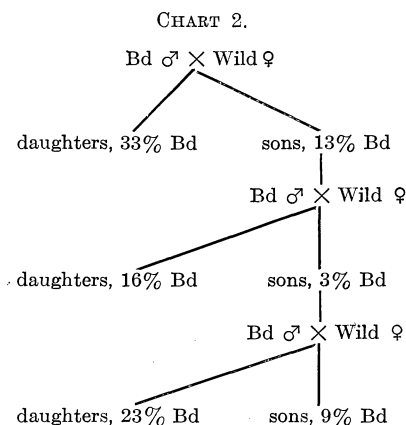 CHART 2.
Bd ♂ × Wild ♀
daughters, 33% Bd sons, 13% Bd
Bd ♂ × Wild ♀
daughters, 16% Bd sons, 3% Bd
Bd ♂ × Wild ♀
daughters, 23% Bd sons, 9% Bd